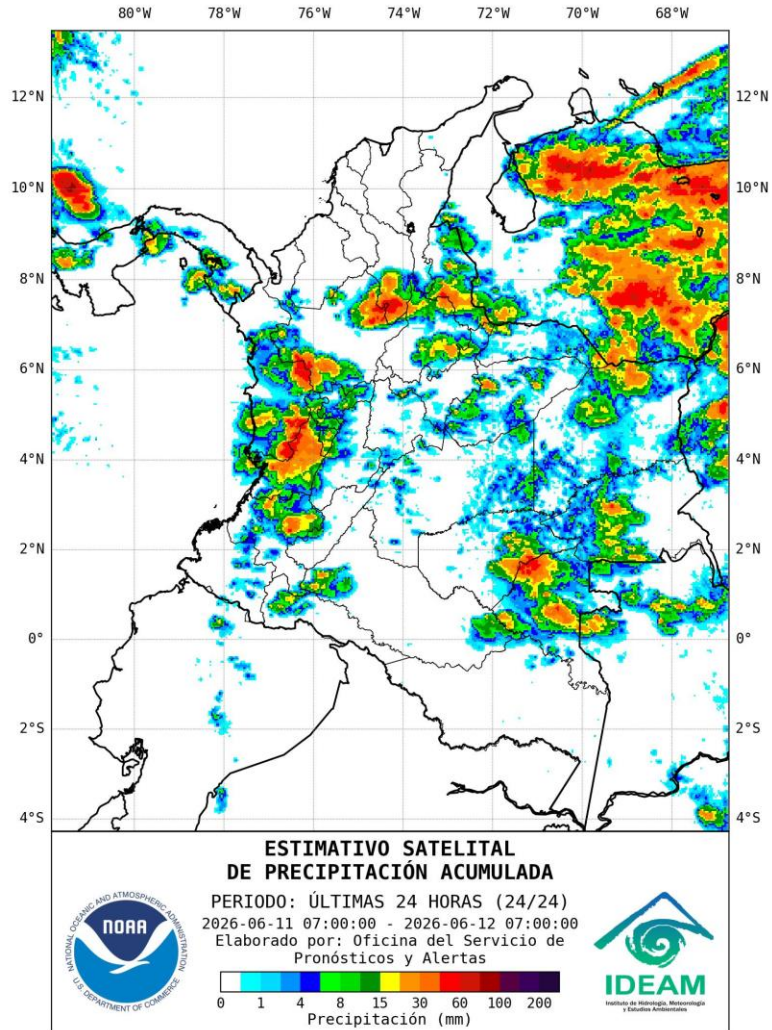 80°W 78°W 76°W 74°W 72°W 70°W 68°W
12°N 12°N
10°N 10°N
8°N 8°N
6°N 6°N
4°N 4°N
2°N 2°N
0° 0°
2°S 2°S
4°S 4°S
ESTIMATIVO SATELITAL
DE PRECIPITACIÓN ACUMULADA
PERIODO: ÚLTIMAS 24 HORAS (24/24)
2026-06-11 07:00:00 - 2026-06-12 07:00:00
Elaborado por: Oficina del Servicio de
Pronósticos y Alertas
0 1 4 8 15 30 60 100 200
Precipitación (mm)
NATIONAL OCEANIC AND ATMOSPHERIC ADMINISTRATION
NOAA
U.S. DEPARTMENT OF COMMERCE
IDEAM
Instituto de Hidrología, Meteorología
y Estudios Ambientales